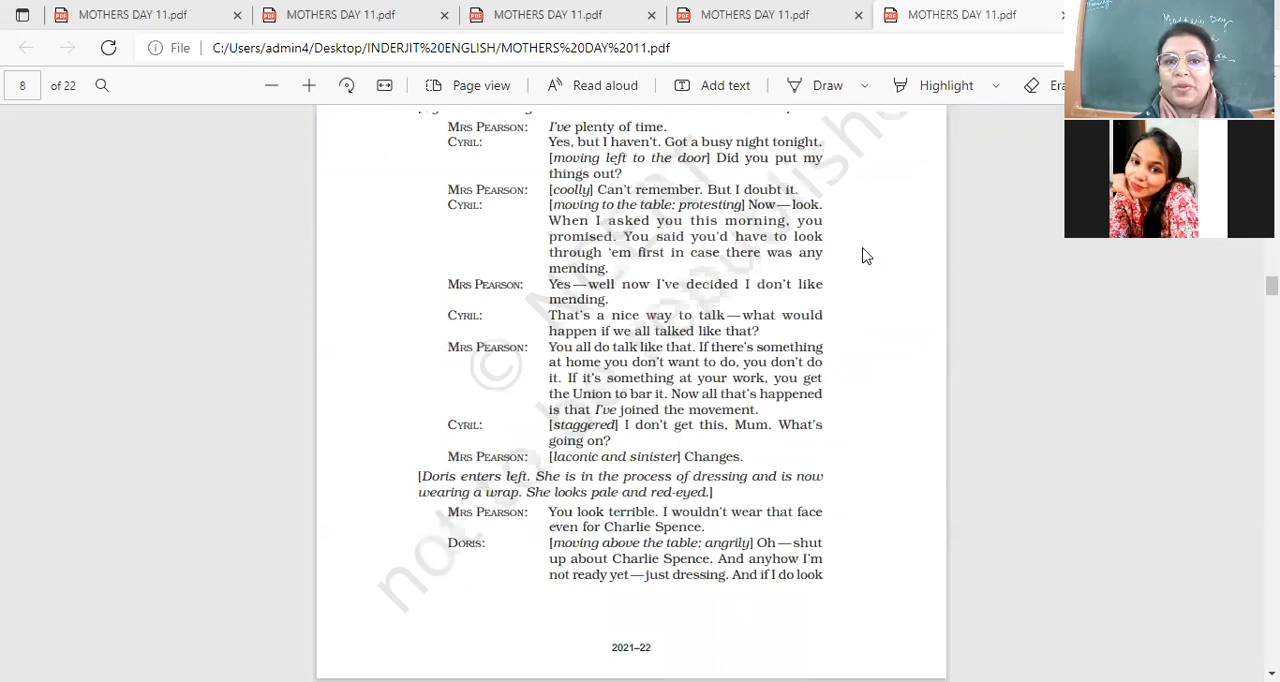 MOTHERS DAY 11.pdf MOTHERS DAY 11.pdf MOTHERS DAY 11.pdf MOTHERS DAY 11.pdf MOTHERS DAY 11.pdf
File C:/Users/admin4/Desktop/INDERJIT%20ENGLISH/MOTHERS%20DAY%2011.pdf
8 of 22 Page view Read aloud Add text Draw Highlight Era
MRS PEARSON: I've plenty of time.
CYRIL: Yes, but I haven't. Got a busy night tonight.
[moving left to the door] Did you put my
things out?
MRS PEARSON: [coolly] Can't remember. But I doubt it.
CYRIL: [moving to the table; protesting] Now—look.
When I asked you this morning, you
promised. You said you'd have to look
through 'em first in case there was any
mending.
MRS PEARSON: Yes—well now I've decided I don't like
mending.
CYRIL: That's a nice way to talk—what would
happen if we all talked like that?
MRS PEARSON: You all do talk like that. If there's something
at home you don't want to do, you don't do
it. If it's something at your work, you get
the Union to bar it. Now all that's happened
is that I've joined the movement.
CYRIL: [staggered] I don't get this, Mum. What's
going on?
MRS PEARSON: [laconic and sinister] Changes.
[Doris enters left. She is in the process of dressing and is now
wearing a wrap. She looks pale and red-eyed.]
MRS PEARSON: You look terrible. I wouldn't wear that face
even for Charlie Spence.
DORIS: [moving above the table; angrily] Oh—shut
up about Charlie Spence. And anyhow I'm
not ready yet—just dressing. And if I do look
2021–22